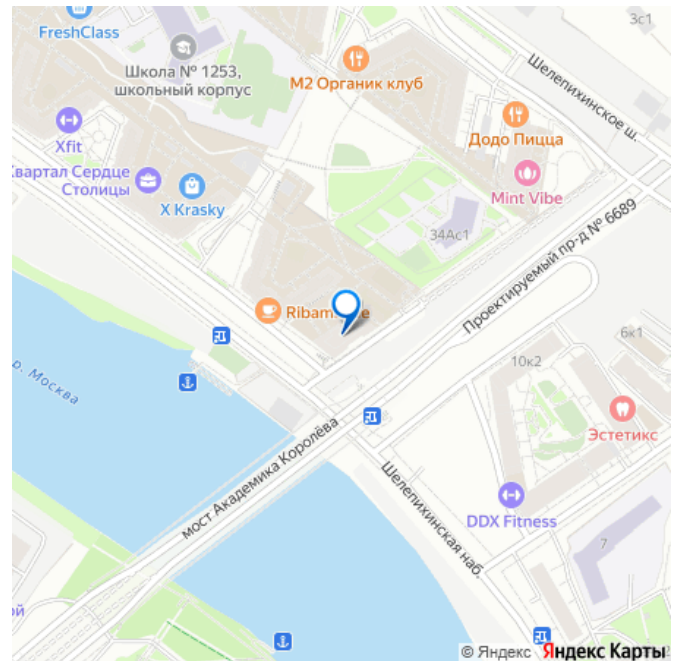 3с1
FreshClass
Школа № 1253,
школьный корпус
М2 Органик клуб
Шелепихинское ш.
Xfit
Додо Пицца
Квартал Сердце
Столицы
X Krasky
Mint Vibe
34Ас1
Проектируемый пр-д № 6689
6к1
р. Москва
10к2
Эстетикс
мост Академика Королёва
Шелепихинская наб.
DDX Fitness
7
© Яндекс Яндекс Карты